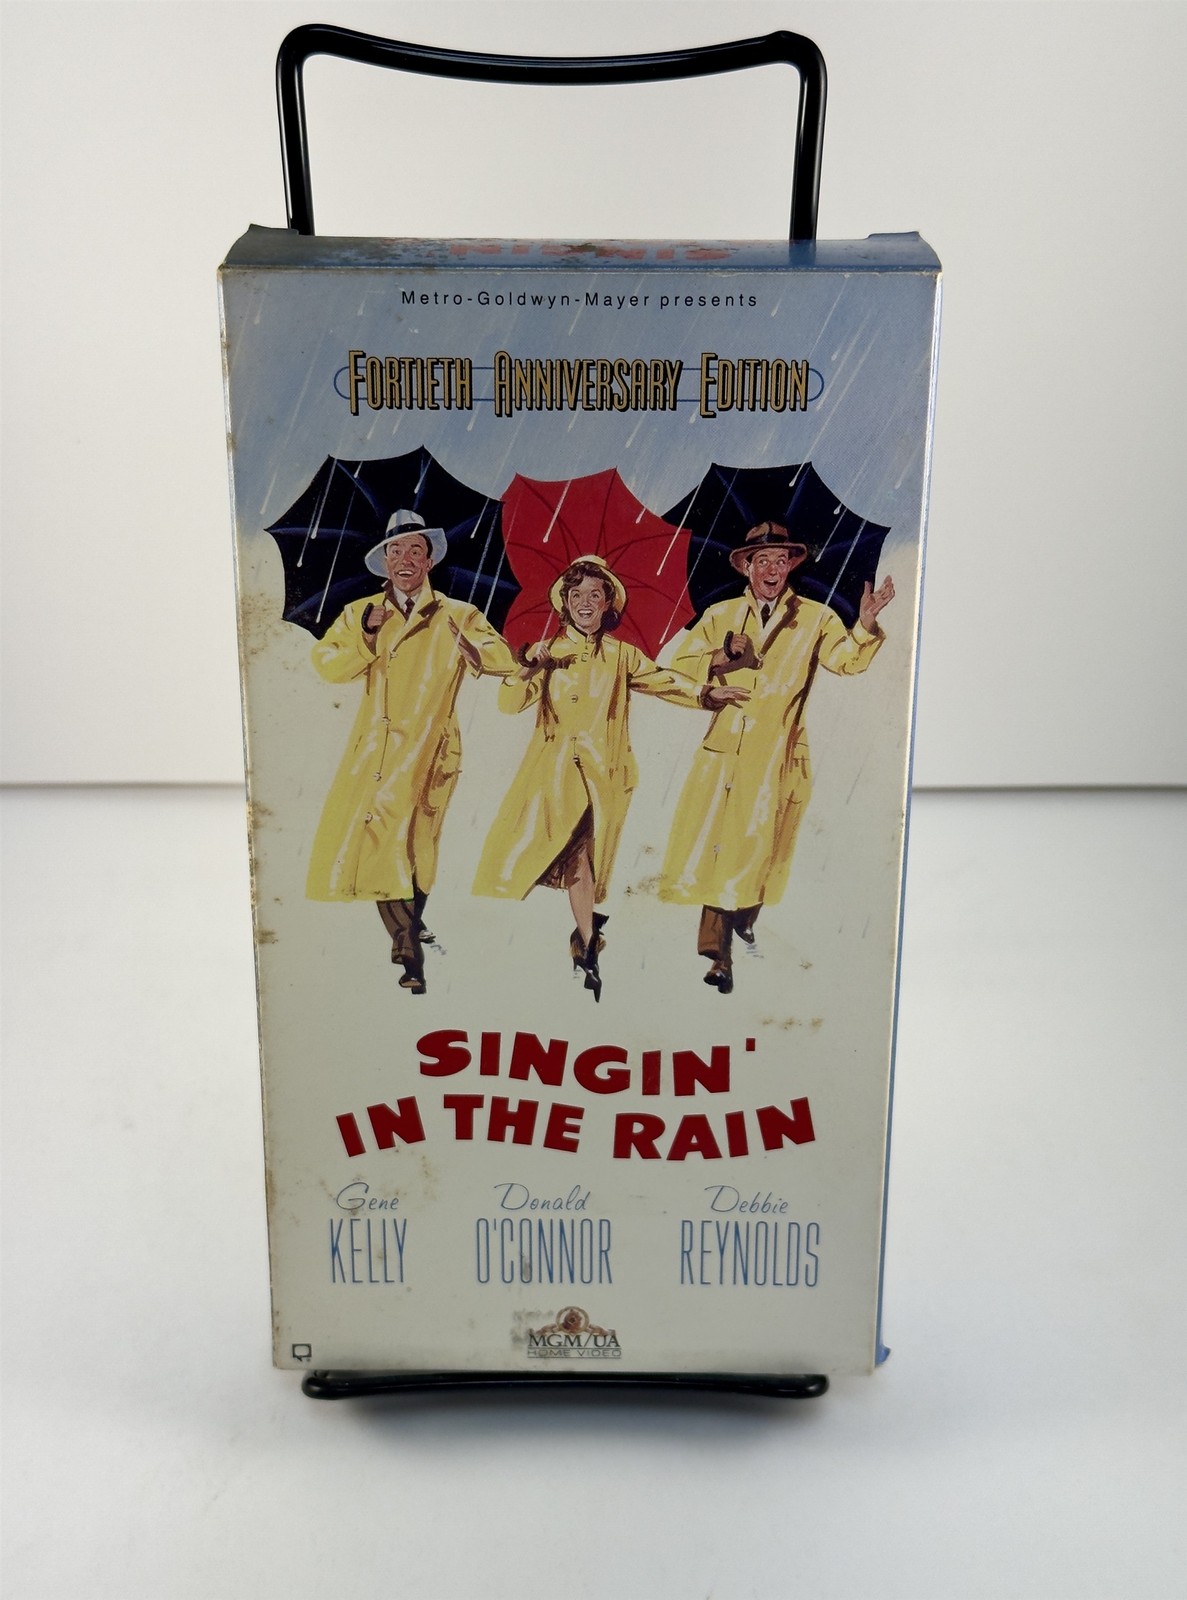 Metro-Goldwyn-Mayer presents
FORTIETH ANNIVERSARY EDITION
SINGIN'
IN THE RAIN
Gene
KELLY
Donald
O'CONNOR
Debbie
REYNOLDS
MGM/UA
HOME VIDEO